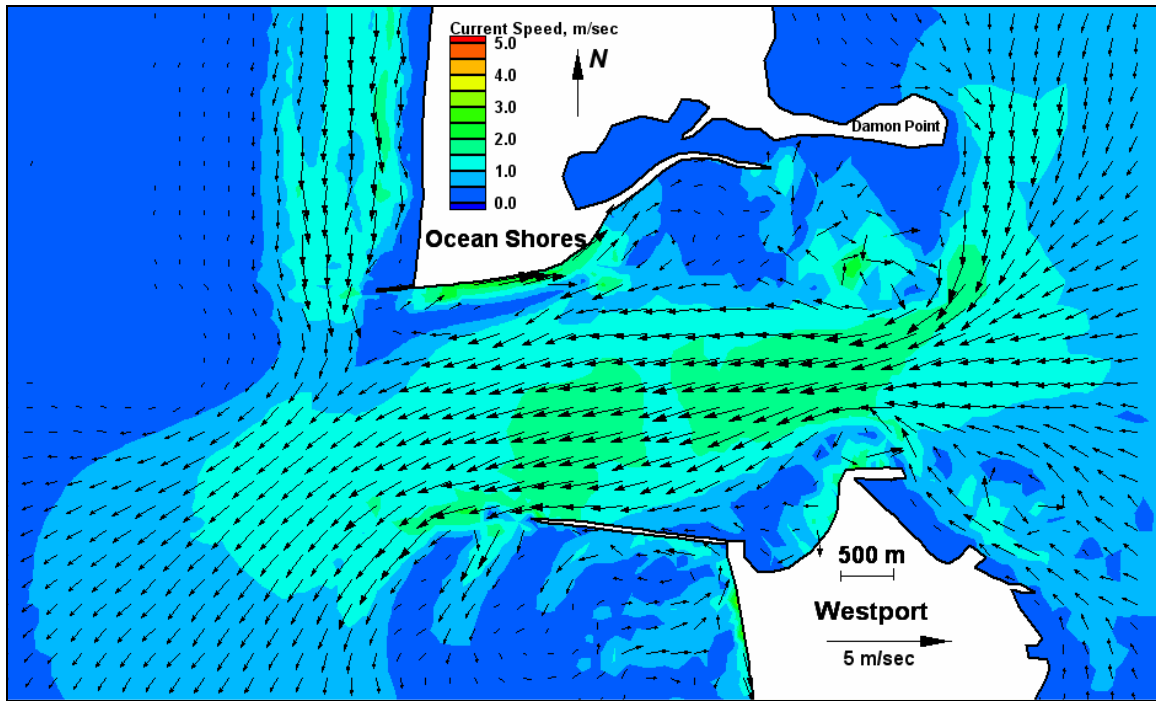 Current Speed, m/sec
5.0
4.0
3.0
2.0
1.0
0.0
N
Damon Point
Ocean Shores
500 m
Westport
5 m/sec